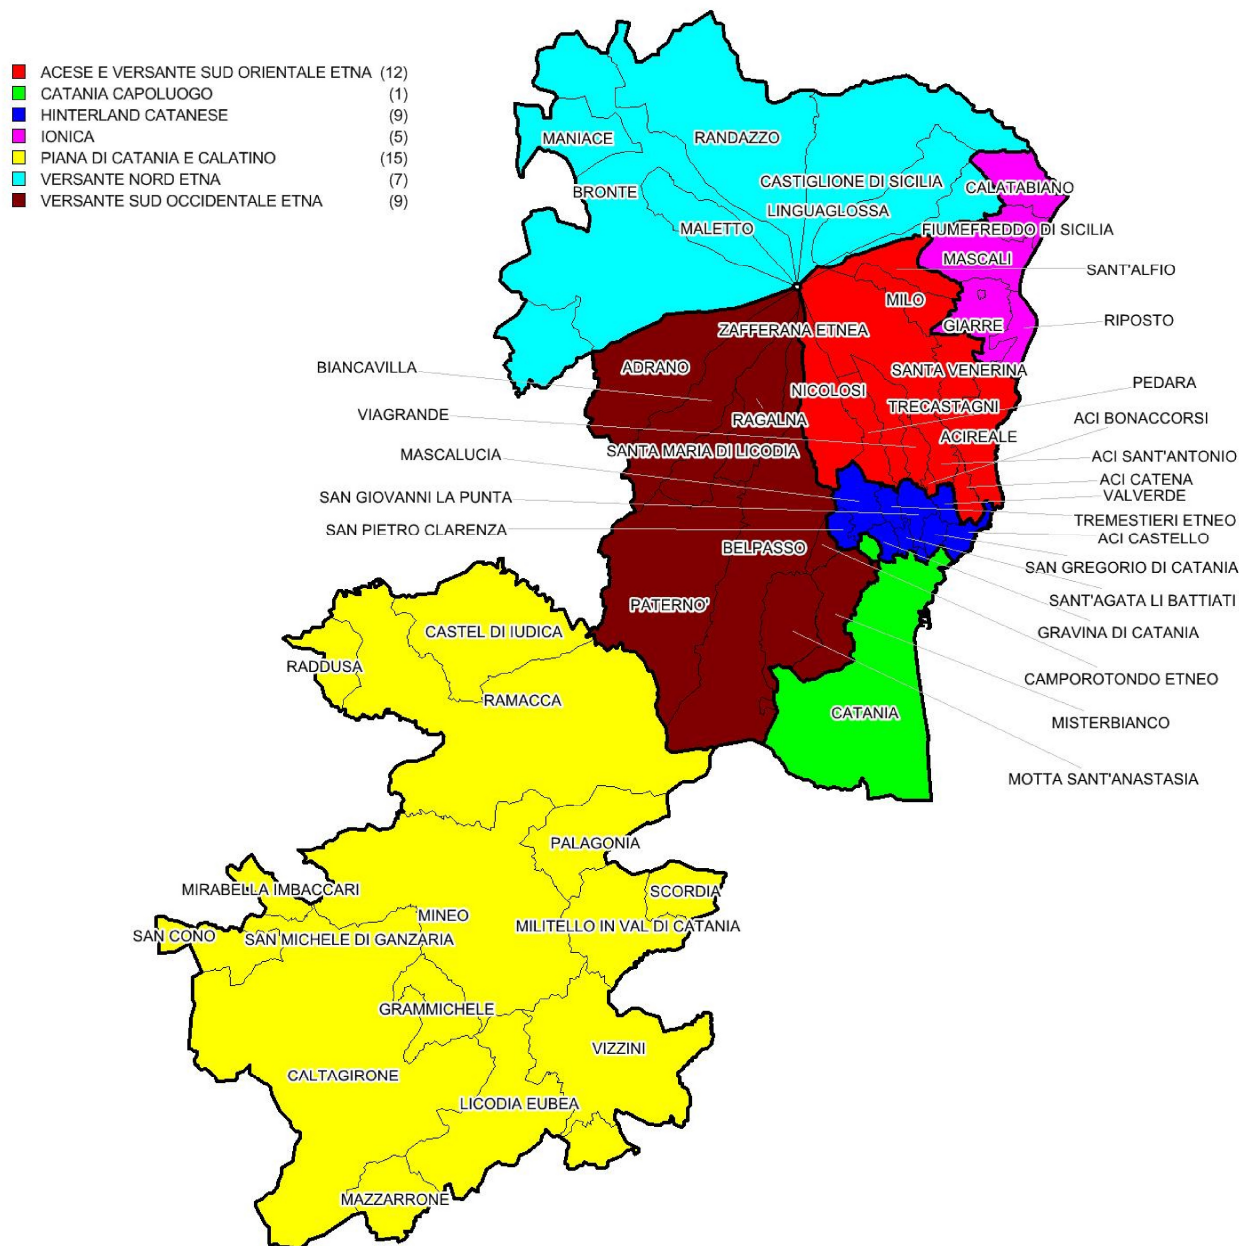 ACESE E VERSANTE SUD ORIENTALE ETNA (12)
CATANIA CAPOLUOGO (1)
HINTERLAND CATANESE (9)
IONICA (5)
PIANA DI CATANIA E CALATINO (15)
VERSANTE NORD ETNA (7)
VERSANTE SUD OCCIDENTALE ETNA (9)
MANIACE
RANDAZZO
BRONTE
CASTIGLIONE DI SICILIA
CALATABIANO
LINGUAGLOSSA
MALETTO
FIUMEFREDDO DI SICILIA
MASCALI
SANT'ALFIO
MILO
RIPOSTO
GIARRE
ZAFFERANA ETNEA
BIANCAVILLA
ADRANO
SANTA VENERINA
PEDARA
NICOLOSI
VIAGRANDE
TRECASTAGNI
RAGALNA
ACI BONACCORSI
ACIREALE
MASCALUCIA
SANTA MARIA DI LICODIA
ACI SANT'ANTONIO
ACI CATENA
VALVERDE
SAN GIOVANNI LA PUNTA
TREMESTIERI ETNEO
SAN PIETRO CLARENZA
ACI CASTELLO
BELPASSO
SAN GREGORIO DI CATANIA
SANT'AGATA LI BATTIATI
PATERNO'
GRAVINA DI CATANIA
CASTEL DI IUDICA
RADDUSA
CAMPOROTONDO ETNEO
RAMACCA
CATANIA
MISTERBIANCO
MOTTA SANT'ANASTASIA
PALAGONIA
MIRABELLA IMBACCARI
SCORDIA
MINEO
MILITELLO IN VAL DI CATANIA
SAN CONO
SAN MICHELE DI GANZARIA
GRAMMICHELE
VIZZINI
CALTAGIRONE
LICODIA EUBEA
MAZZARRONE